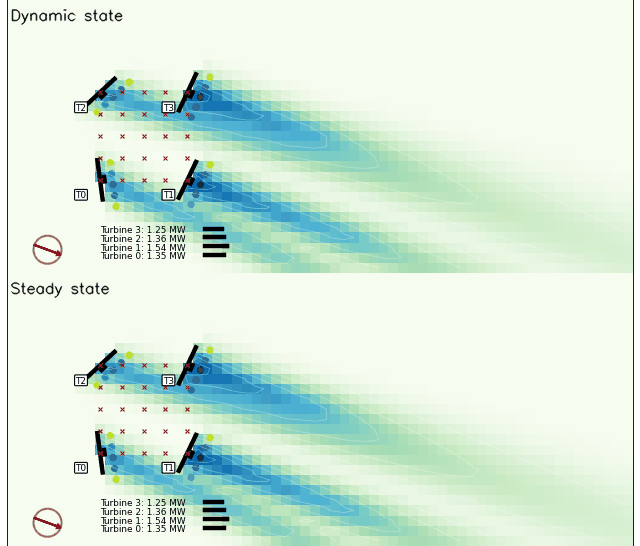 Dynamic state
T2
T3
T0
T1
Turbine 3: 1.25 MW
Turbine 2: 1.36 MW
Turbine 1: 1.54 MW
Turbine 0: 1.35 MW
Steady state
T2
T3
T0
T1
Turbine 3: 1.25 MW
Turbine 2: 1.36 MW
Turbine 1: 1.54 MW
Turbine 0: 1.35 MW